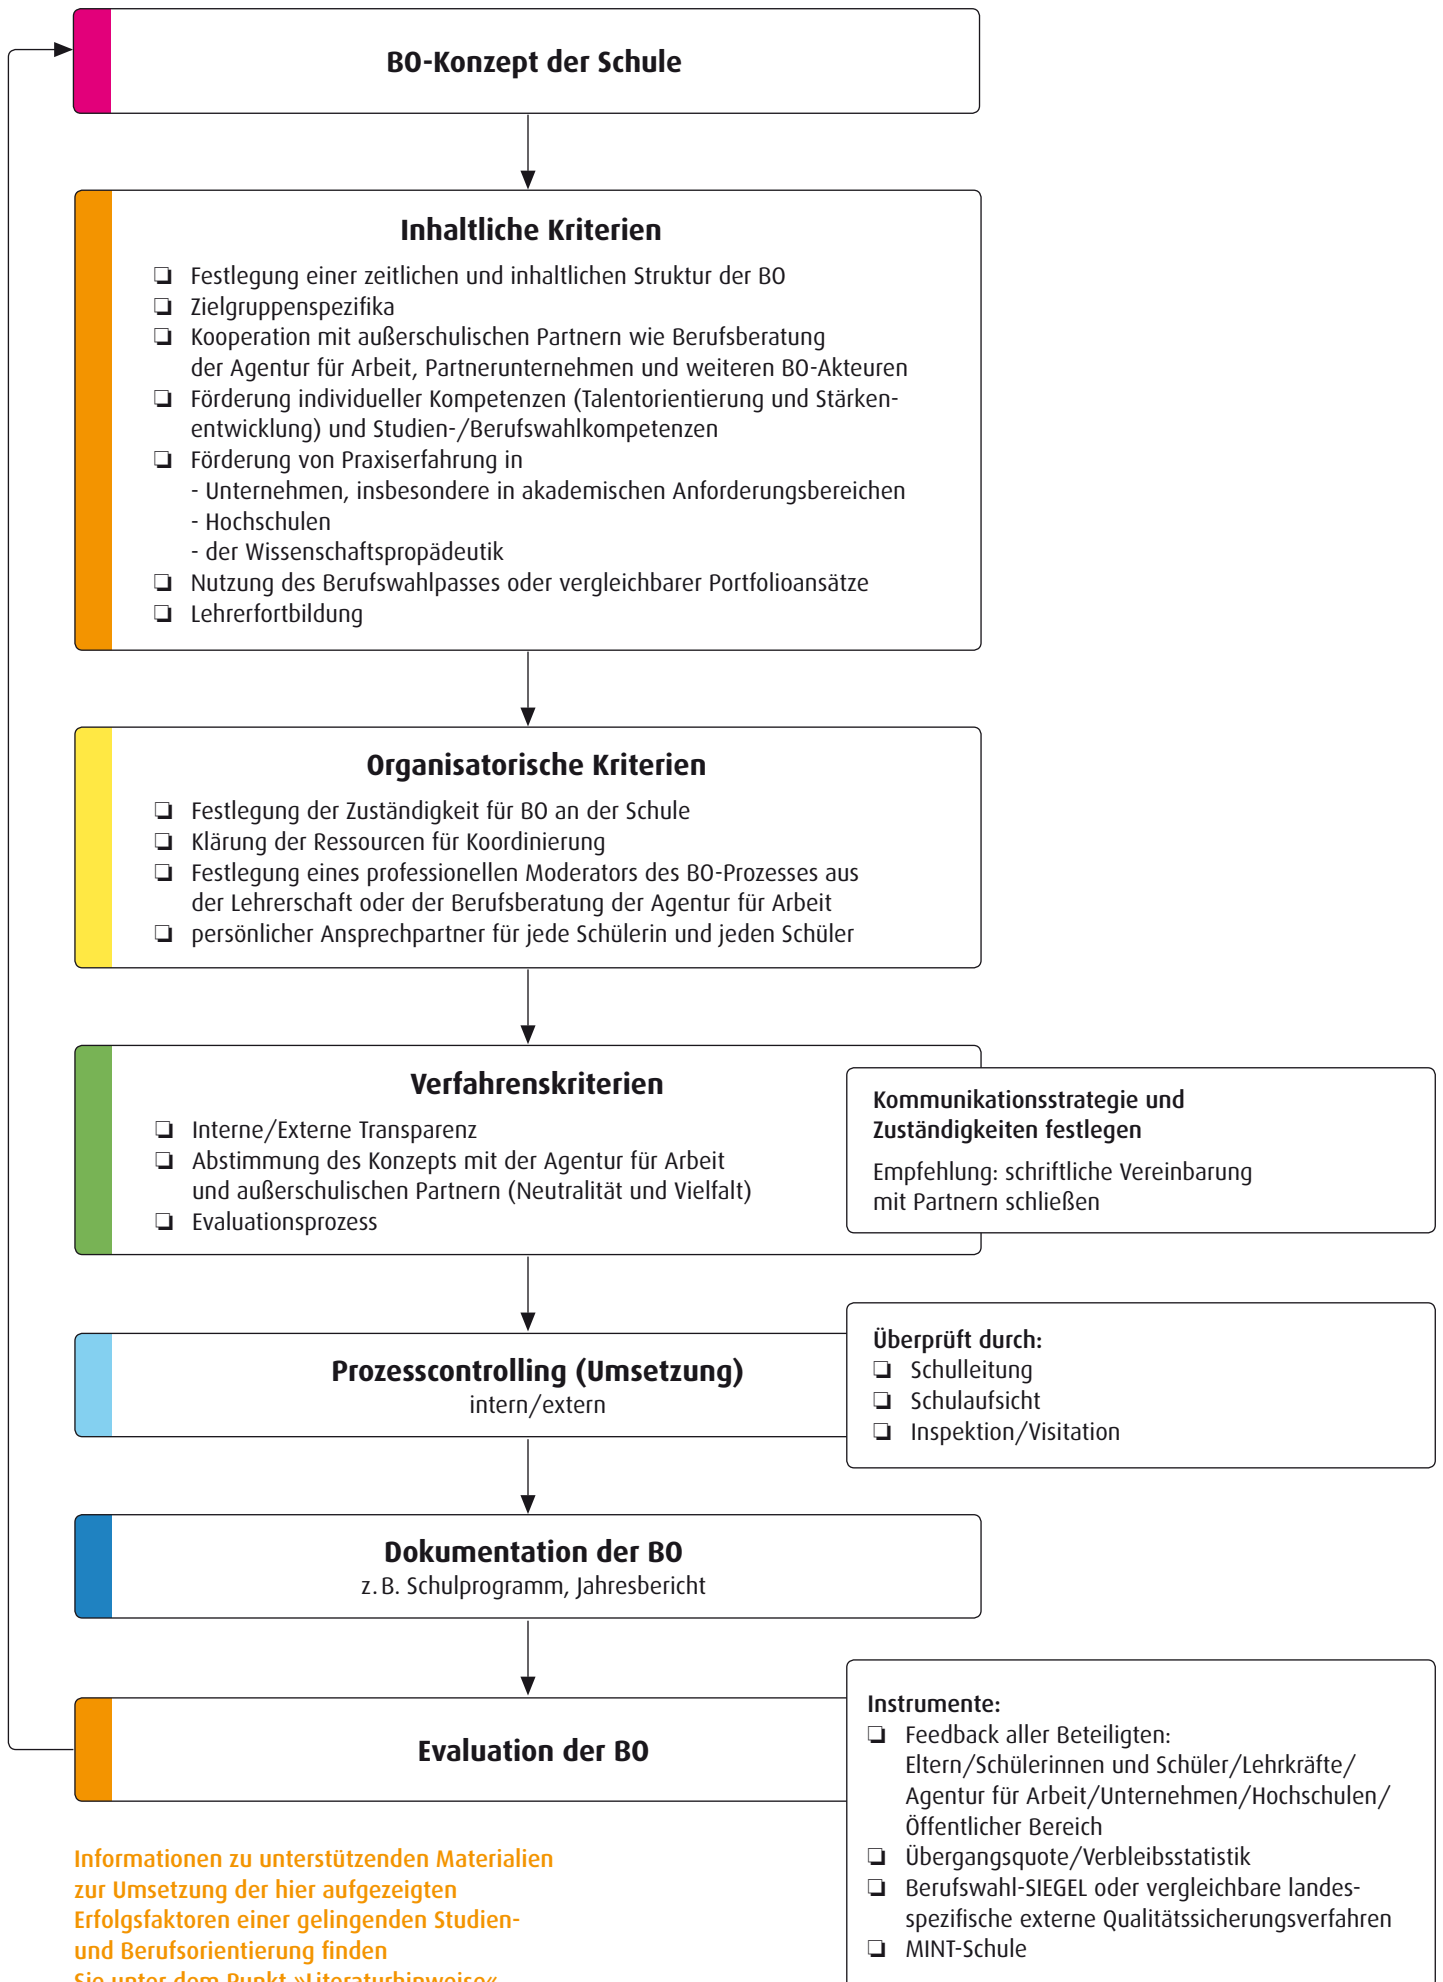 BO-Konzept der Schule
Inhaltliche Kriterien
❏ Festlegung einer zeitlichen und inhaltlichen Struktur der BO
❏ Zielgruppenspezifika
❏ Kooperation mit außerschulischen Partnern wie Berufsberatung
der Agentur für Arbeit, Partnerunternehmen und weiteren BO-Akteuren
❏ Förderung individueller Kompetenzen (Talentorientierung und Stärken-
entwicklung) und Studien-/Berufswahlkompetenzen
❏ Förderung von Praxiserfahrung in
- Unternehmen, insbesondere in akademischen Anforderungsbereichen
- Hochschulen
- der Wissenschaftspropädeutik
❏ Nutzung des Berufswahlpasses oder vergleichbarer Portfolioansätze
❏ Lehrerfortbildung
Organisatorische Kriterien
❏ Festlegung der Zuständigkeit für BO an der Schule
❏ Klärung der Ressourcen für Koordinierung
❏ Festlegung eines professionellen Moderators des BO-Prozesses aus
der Lehrerschaft oder der Berufsberatung der Agentur für Arbeit
❏ persönlicher Ansprechpartner für jede Schülerin und jeden Schüler
Verfahrenskriterien
❏ Interne/Externe Transparenz
❏ Abstimmung des Konzepts mit der Agentur für Arbeit
und außerschulischen Partnern (Neutralität und Vielfalt)
❏ Evaluationsprozess
Kommunikationsstrategie und
Zuständigkeiten festlegen
Empfehlung: schriftliche Vereinbarung
mit Partnern schließen
Prozesscontrolling (Umsetzung)
intern/extern
Überprüft durch:
❏ Schulleitung
❏ Schulaufsicht
❏ Inspektion/Visitation
Dokumentation der BO
z. B. Schulprogramm, Jahresbericht
Evaluation der BO
Instrumente:
❏ Feedback aller Beteiligten:
Eltern/Schülerinnen und Schüler/Lehrkräfte/
Agentur für Arbeit/Unternehmen/Hochschulen/
Öffentlicher Bereich
❏ Übergangsquote/Verbleibsstatistik
❏ Berufswahl-SIEGEL oder vergleichbare landes-
spezifische externe Qualitätssicherungsverfahren
❏ MINT-Schule
Informationen zu unterstützenden Materialien
zur Umsetzung der hier aufgezeigten
Erfolgsfaktoren einer gelingenden Studien-
und Berufsorientierung finden
Sie unter dem Punkt »Literaturhinweise«